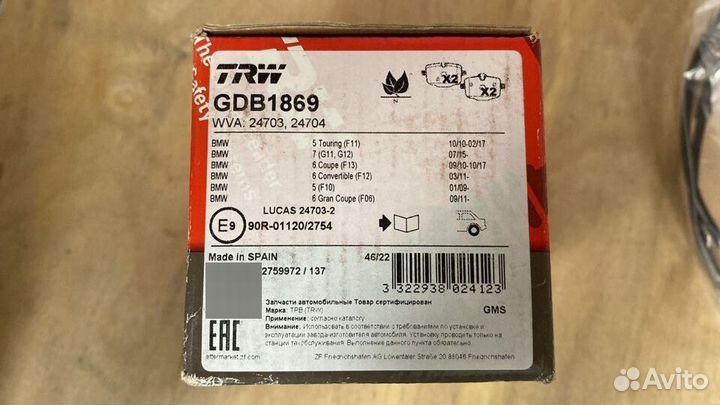 The
safety
TRW
GDB1869
WVA: 24703, 24704
X2
X2
N
BMW 5 Touring (F11) 10/10-02/17
BMW 7 (G11, G12) 07/15-
BMW 6 Coupe (F13) 09/10-10/17
BMW 6 Convertible (F12) 03/11-
BMW 5 (F10) 01/09-
BMW 6 Gran Coupe (F06) 09/11-
LUCAS 24703-2
E9 90R-01120/2754
Made in SPAIN 46/22
2759972 / 137
3 322938 024123
Запчасти автомобильные Товар сертифицирован
Марка: ТРВ (TRW) GMS
Применение: согласно каталогу
Внимание: Использовать в соответствии с требованиями по установке и
эксплуатации завода-изготовителя автомобиля. Установку проводить только на
станции техобслуживания. Выполнение данного пункта обязательно.
EAC
aftermarket.zf.com
ZF Friedrichshafen AG Löwentaler Straße 20 88046 Friedrichshafen
Avito